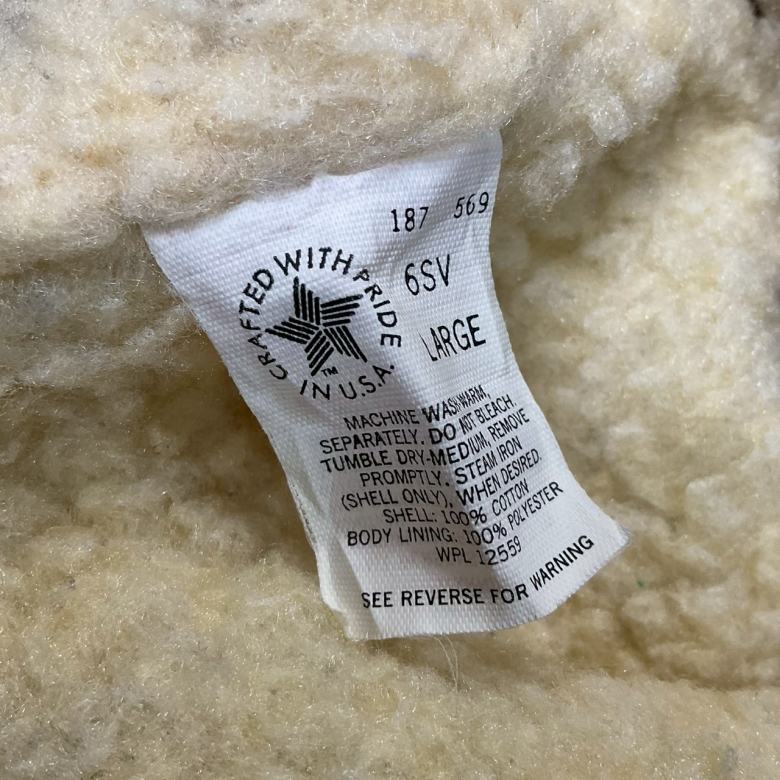 187 569
6SV
LARGE
CRAFTED WITH PRIDE
IN U.S.A.
TM
MACHINE WASH-WARM,
SEPARATELY. DO NOT BLEACH.
TUMBLE DRY-MEDIUM, REMOVE
PROMPTLY. STEAM IRON
(SHELL ONLY), WHEN DESIRED.
SHELL: 100% COTTON
BODY LINING: 100% POLYESTER
WPL 12559
SEE REVERSE FOR WARNING